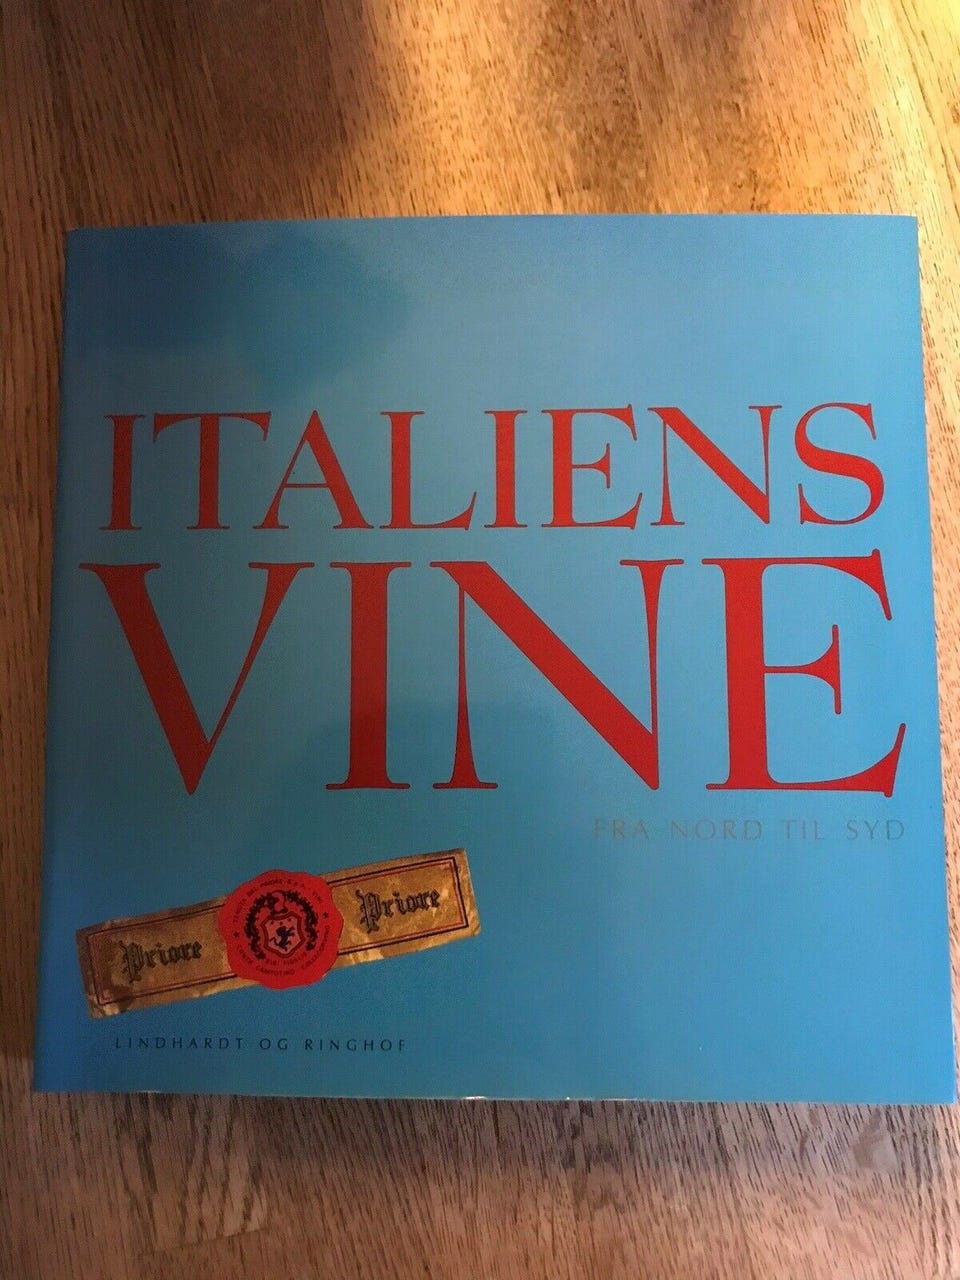 ITALIENS
VINE
FRA NORD TIL SYD
Priore
Priore
LINDHARDT OG RINGHOF